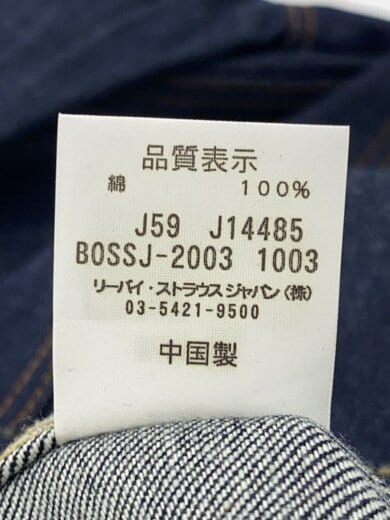 品質表示
綿 100%
J59 J14485
BOSSJ-2003 1003
リーバイ・ストラウスジャパン(株)
03-5421-9500
中国製